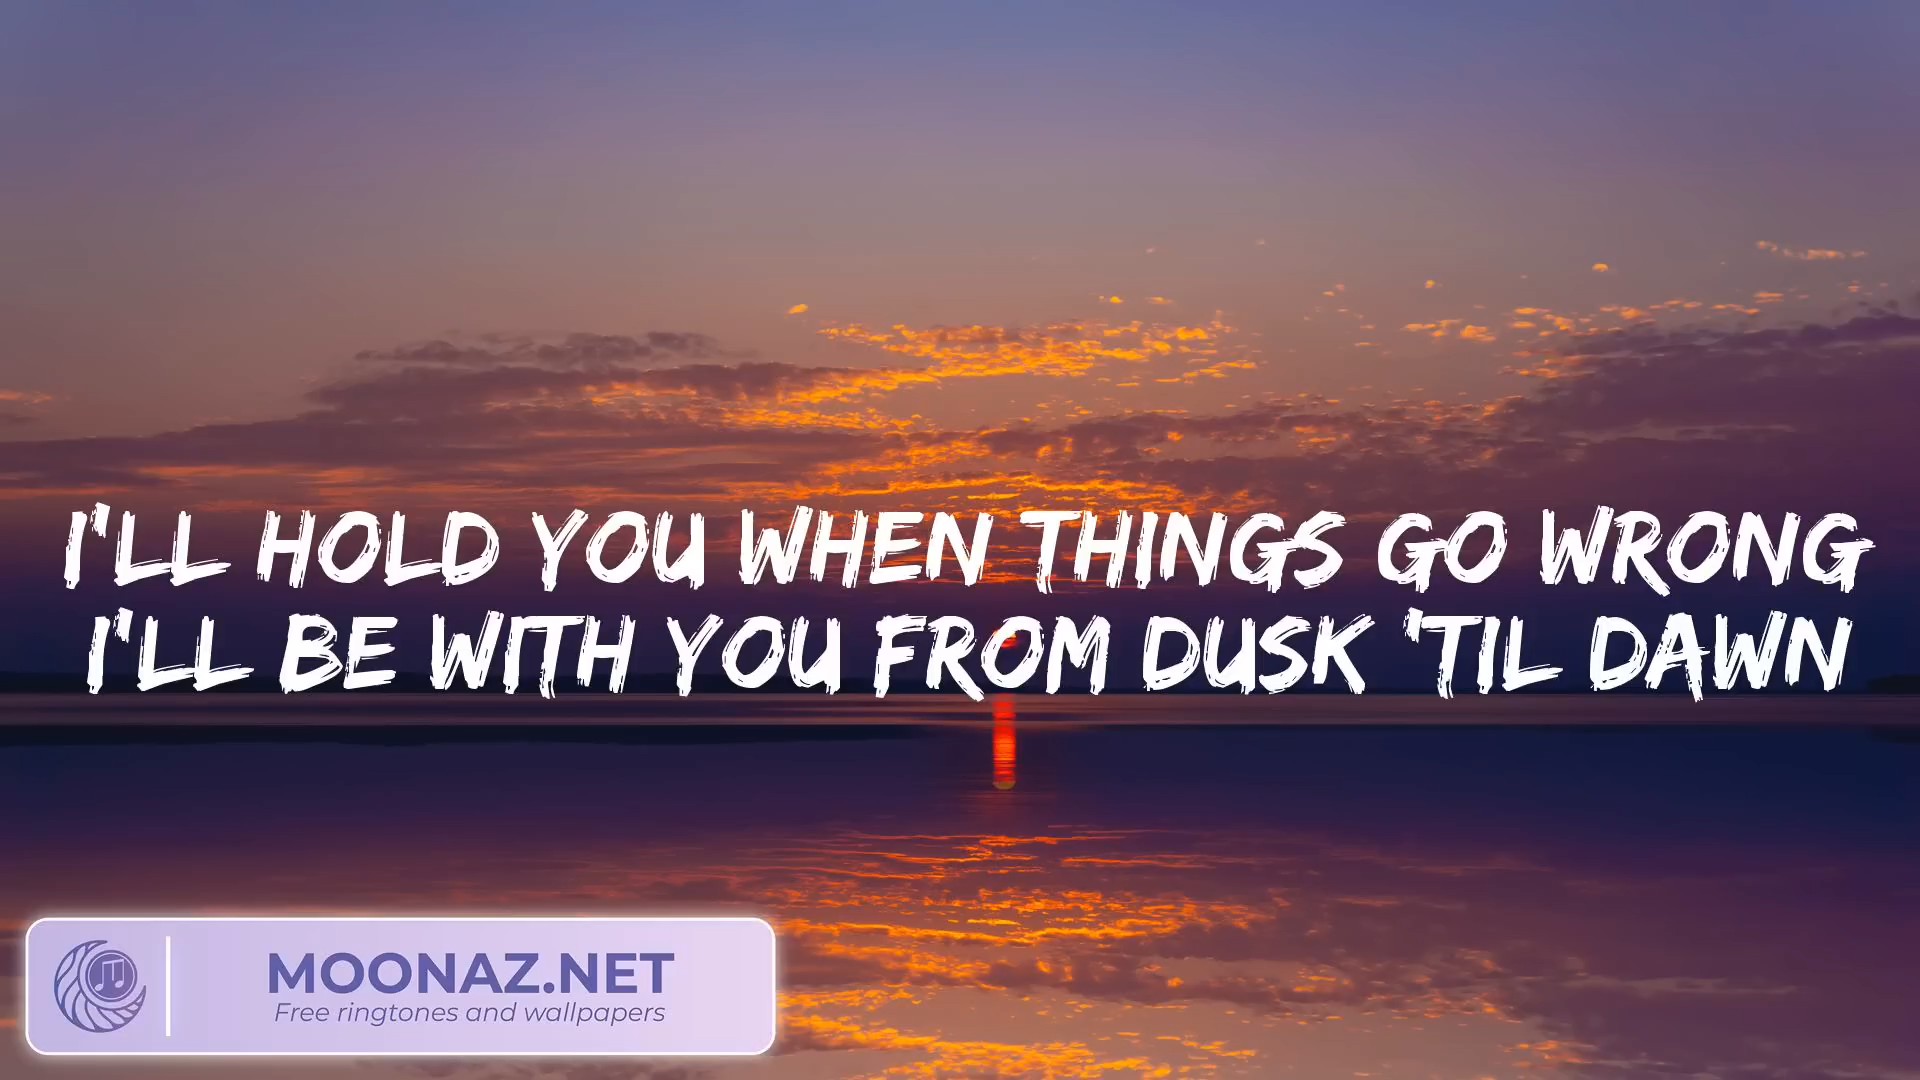 I'LL HOLD YOU WHEN THINGS GO WRONG
I'LL BE WITH YOU FROM DUSK 'TIL DAWN
MOONAZ.NET
Free ringtones and wallpapers